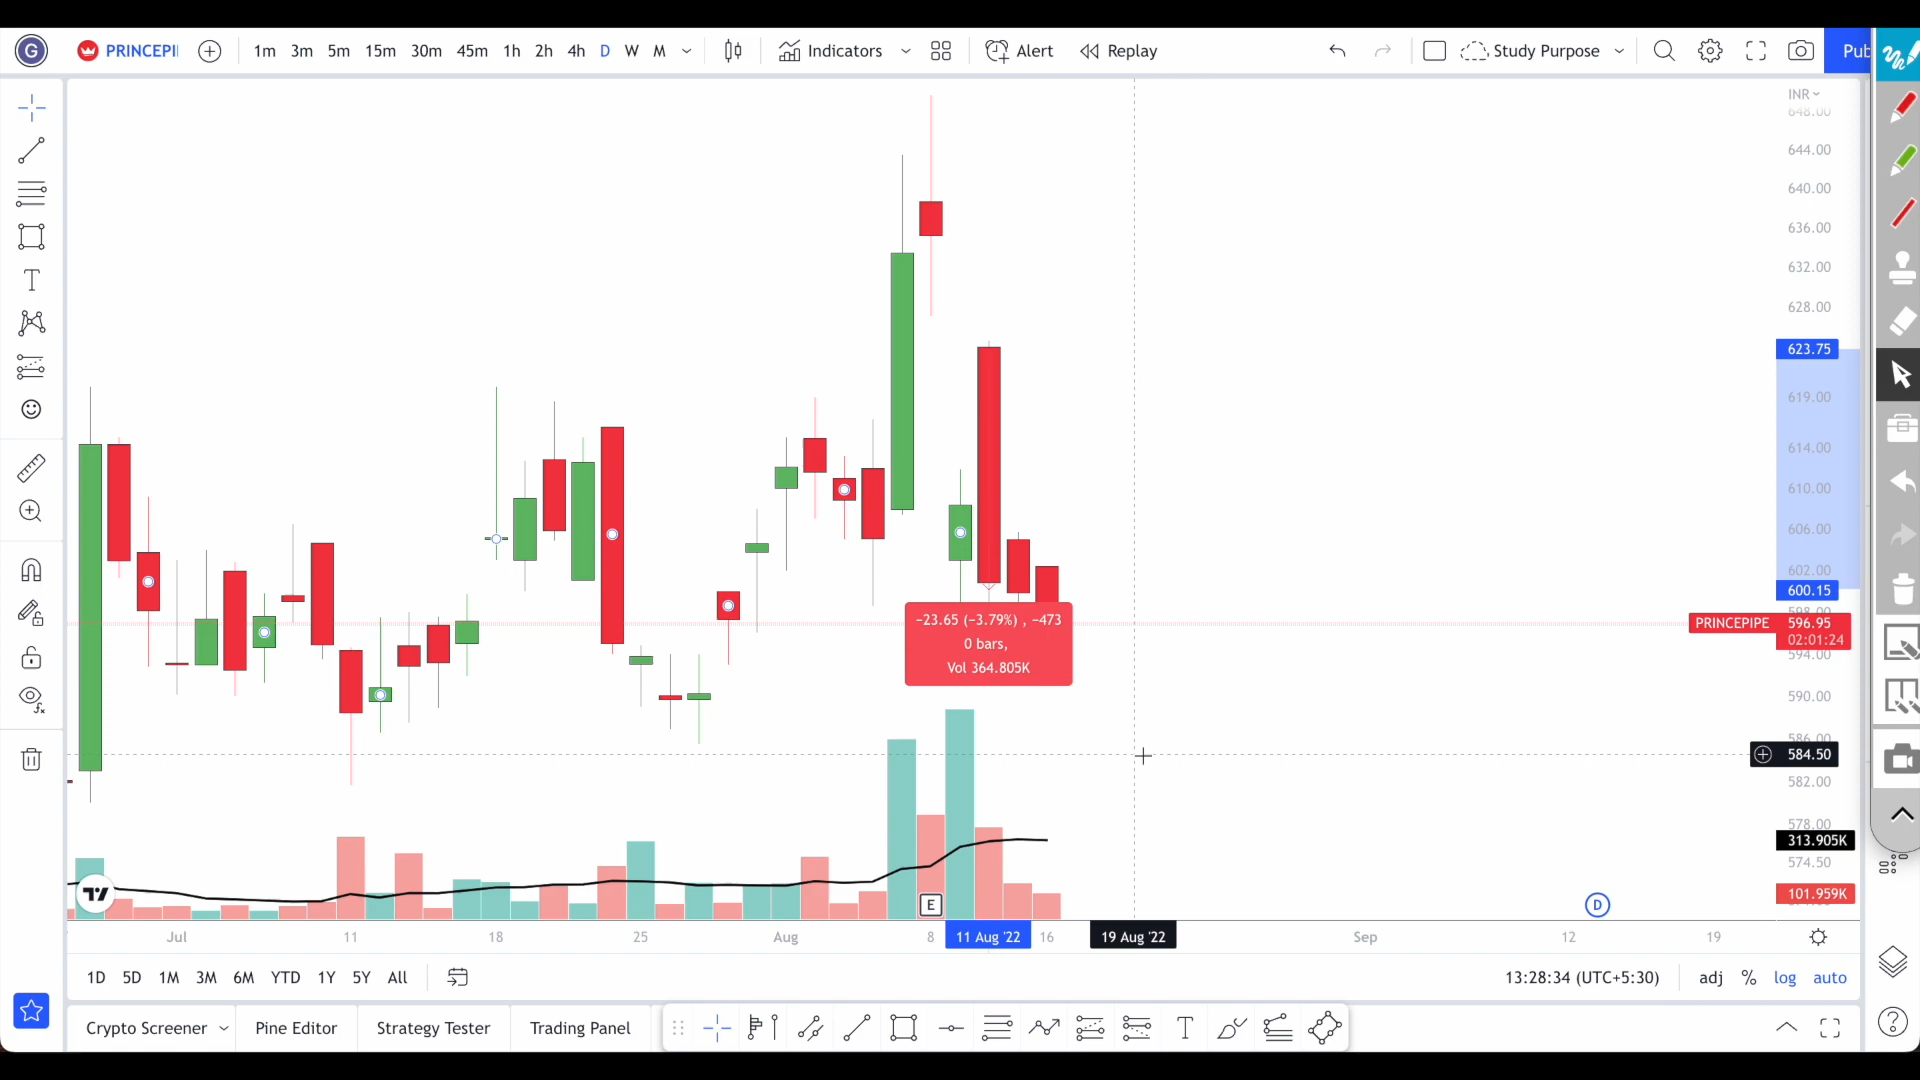 G PRINCEPI 1m 3m 5m 15m 30m 45m 1h 2h 4h D W M Indicators Alert Replay Study Purpose Pub
INR
648.00
644.00
640.00
636.00
632.00
628.00
623.75
619.00
614.00
610.00
606.00
602.00
600.15
598.00
PRINCEPIPE 596.95
02:01:24
594.00
590.00
586.00
584.50
582.00
578.00
313.905K
574.50
101.959K
−23.65 (−3.79%) , −473
0 bars,
Vol 364.805K
E
D
Jul 11 18 25 Aug 8 11 Aug '22 16 19 Aug '22 Sep 12 19
1D 5D 1M 3M 6M YTD 1Y 5Y All 13:28:34 (UTC+5:30) adj % log auto
Crypto Screener Pine Editor Strategy Tester Trading Panel